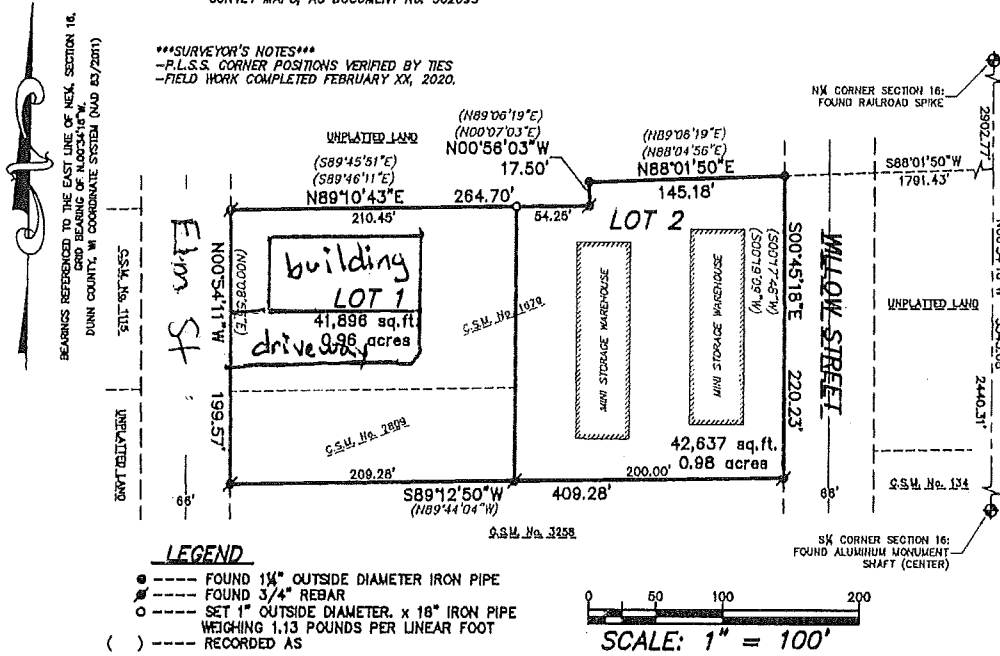 SURVEY MAPS, AS DOCUMENT No. 502095
***SURVEYOR'S NOTES***
-P.L.S.S. CORNER POSITIONS VERIFIED BY TIES
-FIELD WORK COMPLETED FEBRUARY XX, 2020.
BEARINGS REFERENCED TO THE EAST LINE OF NE¼, SECTION 16,
GRID BEARING OF N.00°34'18"W.
DUNN COUNTY, WI COORDINATE SYSTEM (NAD 83/2011)
N¼ CORNER SECTION 16:
FOUND RAILROAD SPIKE
2902.77'
UNPLATTED LAND
(S89°45'51"E)
(S89°46'11"E)
N89°10'43"E 264.70'
210.45'
54.25'
(N89°06'19"E)
(N00°07'03"E)
N00°56'03"W
17.50'
(N89°06'19"E)
(N88°04'56"E)
N88°01'50"E
145.18'
S88°01'50"W
1791.43'
LOT 2
C.S.M. No. 1115
UNPLATTED LAND
Elm St
66'
N00°54'11"W 199.57'
(N00°08'55"E)
building
LOT 1
41,896 sq.ft.
0.96 acres
driveway
C.S.M. No. 1679
C.S.M. No. 2809
MINI STORAGE WAREHOUSE
MINI STORAGE WAREHOUSE
42,637 sq.ft.
0.98 acres
S00°45'18"E 220.23'
WILLOW STREET
66'
UNPLATTED LAND
2440.31'
C.S.M. No. 134
209.28'
200.00'
S89°12'50"W 409.28'
(N89°44'04"W)
C.S.M. No. 3258
S¼ CORNER SECTION 16:
FOUND ALUMINUM MONUMENT
SHAFT (CENTER)
LEGEND
FOUND 1¼" OUTSIDE DIAMETER IRON PIPE
FOUND 3/4" REBAR
SET 1" OUTSIDE DIAMETER. x 18" IRON PIPE
WEIGHING 1.13 POUNDS PER LINEAR FOOT
( ) ---- RECORDED AS
0 50 100 200
SCALE: 1" = 100'